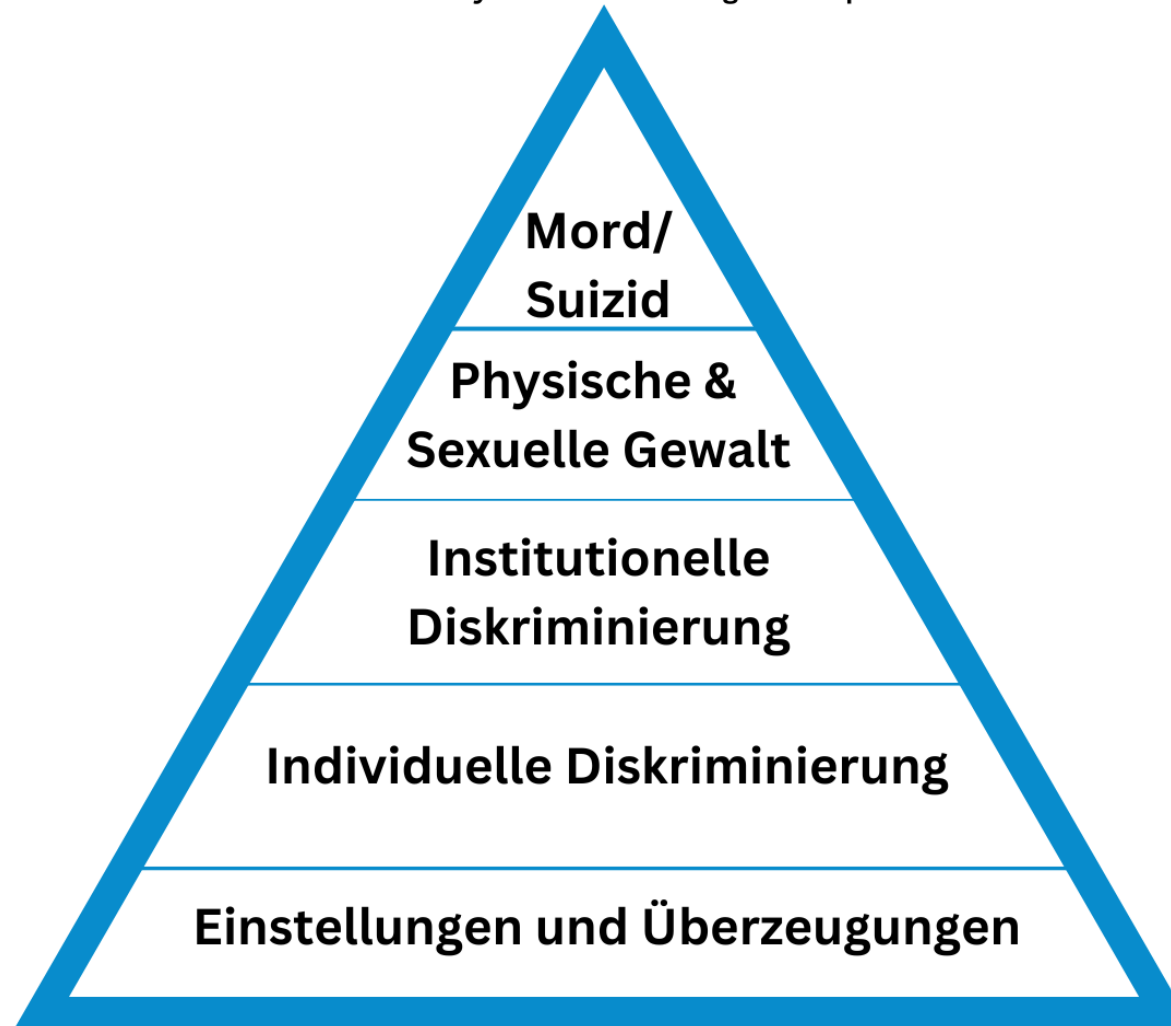 Mord/
Suizid
Physische &
Sexuelle Gewalt
Institutionelle
Diskriminierung
Individuelle Diskriminierung
Einstellungen und Überzeugungen